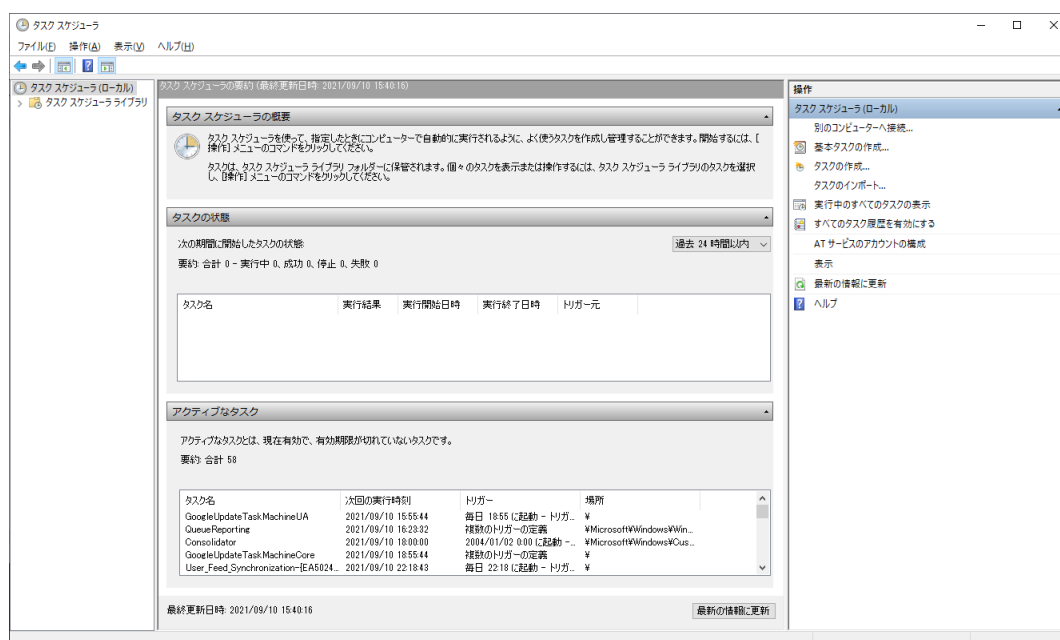 タスク スケジューラ
ファイル(F) 操作(A) 表示(V) ヘルプ(H)
タスク スケジューラ (ローカル)
タスク スケジューラ ライブラリ
タスク スケジューラの要約 (最終更新日時: 2021/09/10 15:40:16)
タスク スケジューラの概要
タスク スケジューラを使って、指定したときにコンピューターで自動的に実行されるように、よく使うタスクを作成し管理することができます。開始するには、[
操作] メニューのコマンドをクリックしてください。
タスクは、タスク スケジューラ ライブラリ フォルダーに保管されます。個々のタスクを表示または操作するには、タスク スケジューラ ライブラリのタスクを選択
し、[操作] メニューのコマンドをクリックしてください。
タスクの状態
次の期間に開始したタスクの状態:
過去 24 時間以内
要約: 合計 0 - 実行中 0、成功 0、停止 0、失敗 0
タスク名 実行結果 実行開始日時 実行終了日時 トリガー元
アクティブなタスク
アクティブなタスクとは、現在有効で、有効期限が切れていないタスクです。
要約: 合計 58
タスク名 次回の実行時刻 トリガー 場所
GoogleUpdateTaskMachineUA 2021/09/10 15:55:44 毎日 18:55 に起動 - トリガ... ¥
QueueReporting 2021/09/10 16:23:32 複数のトリガーの定義 ¥Microsoft¥Windows¥Win...
Consolidator 2021/09/10 18:00:00 2004/01/02 0:00 に起動 -... ¥Microsoft¥Windows¥Cus...
GoogleUpdateTaskMachineCore 2021/09/10 18:55:44 複数のトリガーの定義 ¥
User_Feed_Synchronization-{EA5024... 2021/09/10 22:18:43 毎日 22:18 に起動 - トリガ... ¥
最終更新日時: 2021/09/10 15:40:16
最新の情報に更新
操作
タスク スケジューラ (ローカル)
別のコンピューターへ接続...
基本タスクの作成...
タスクの作成...
タスクのインポート...
実行中のすべてのタスクの表示
すべてのタスク履歴を有効にする
AT サービスのアカウントの構成
表示
最新の情報に更新
ヘルプ